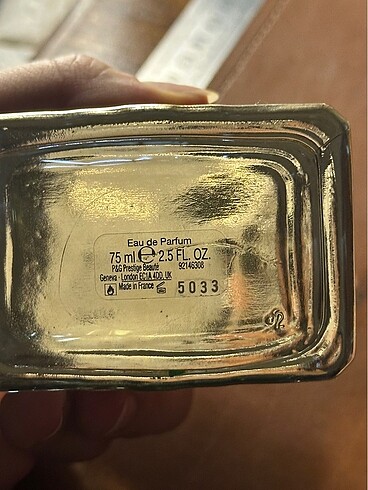 Eau de Parfum
75 ml e 2.5 FL. OZ.
P&G Prestige Beauté 92146308
Geneva - London EC1A 4DD, UK
Made in France 5033